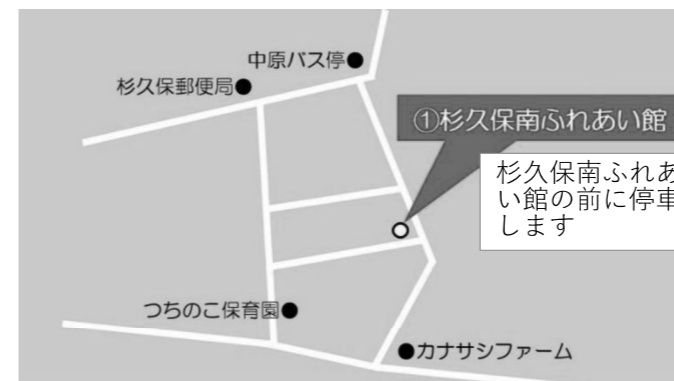 中原バス停●
杉久保郵便局●
①杉久保南ふれあい館
杉久保南ふれあ
い館の前に停車
します
つちのこ保育園●
●カナサシファーム